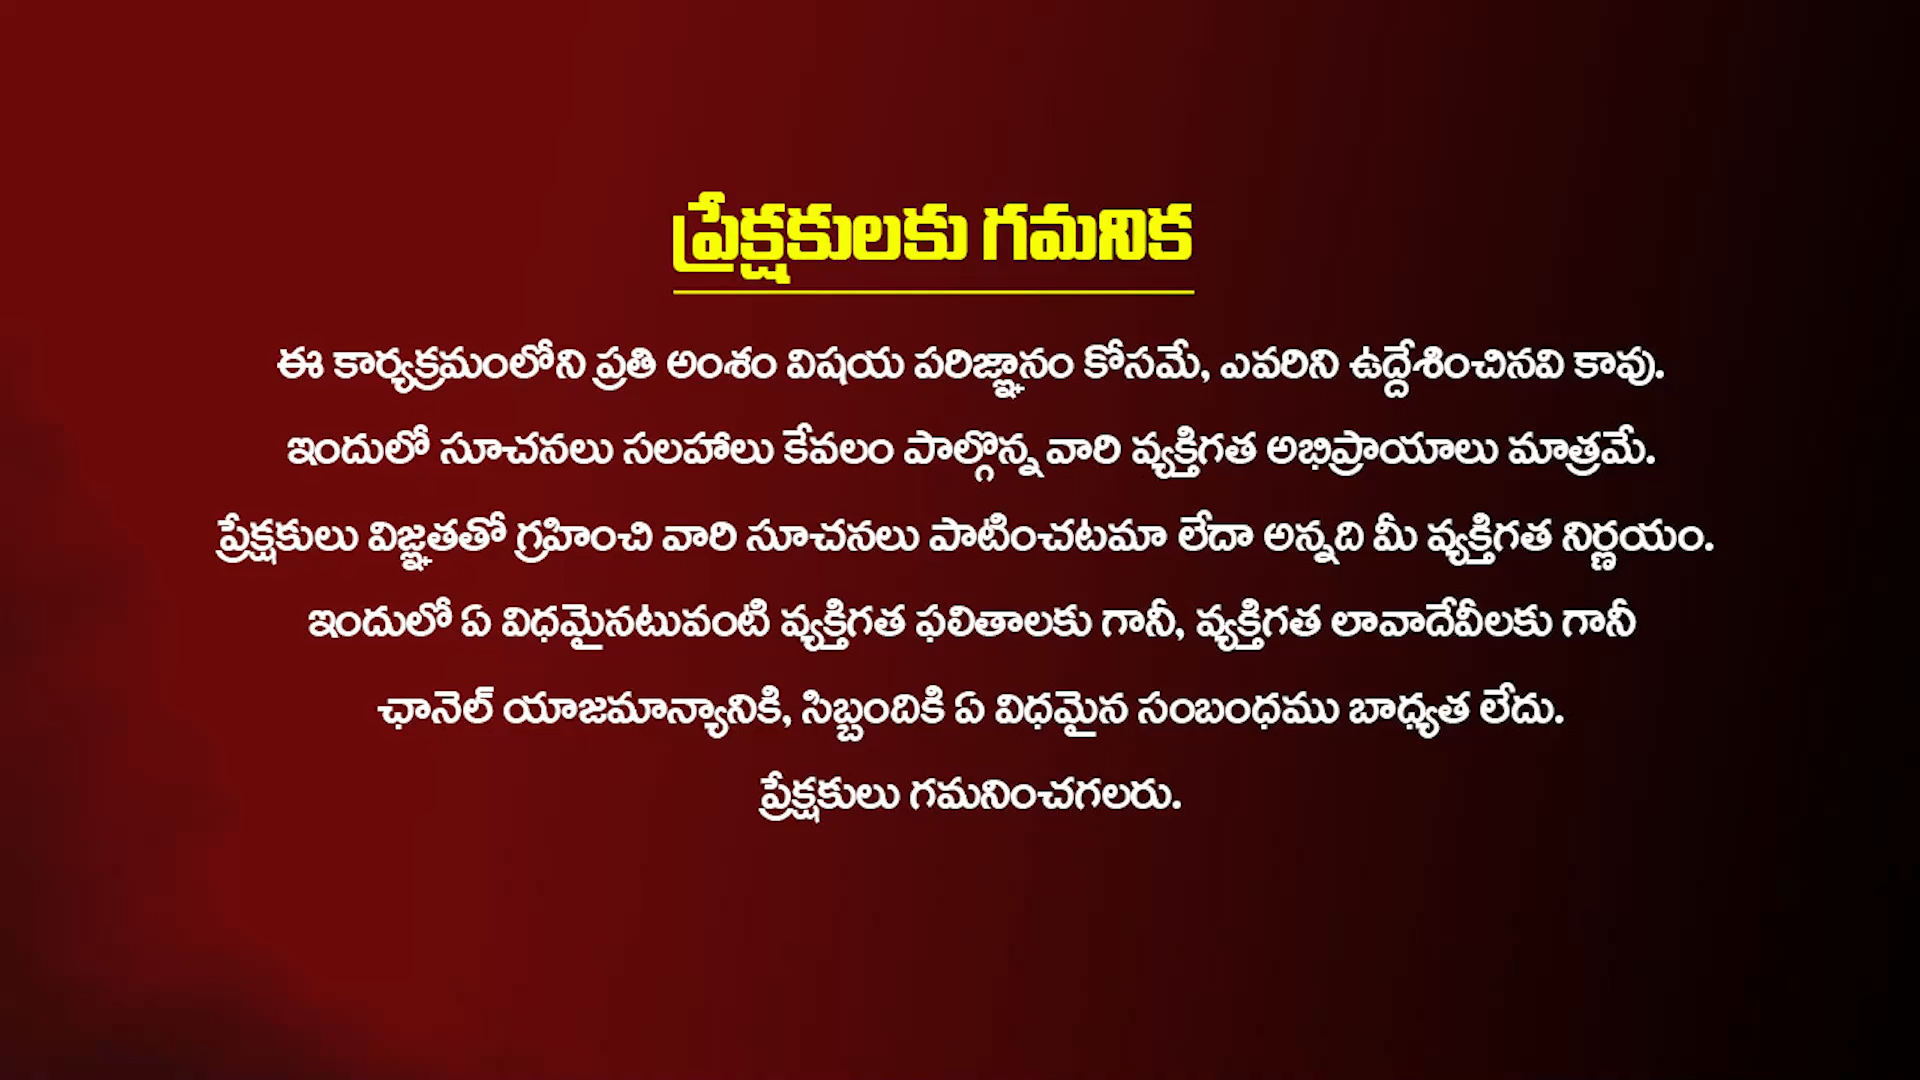 ప్రేక్షకులకు గమనిక
ఈ కార్యక్రమంలోని ప్రతి అంశం విషయ పరిజ్ఞానం కోసమే, ఎవరిని ఉద్దేశించినవి కావు.
ఇందులో సూచనలు సలహాలు కేవలం పాల్గొన్న వారి వ్యక్తిగత అభిప్రాయాలు మాత్రమే.
ప్రేక్షకులు విజ్ఞతతో గ్రహించి వారి సూచనలు పాటించటమా లేదా అన్నది మీ వ్యక్తిగత నిర్ణయం.
ఇందులో ఏ విధమైనటువంటి వ్యక్తిగత ఫలితాలకు గానీ, వ్యక్తిగత లావాదేవీలకు గానీ
ఛానెల్ యాజమాన్యానికి, సిబ్బందికి ఏ విధమైన సంబంధము బాధ్యత లేదు.
ప్రేక్షకులు గమనించగలరు.